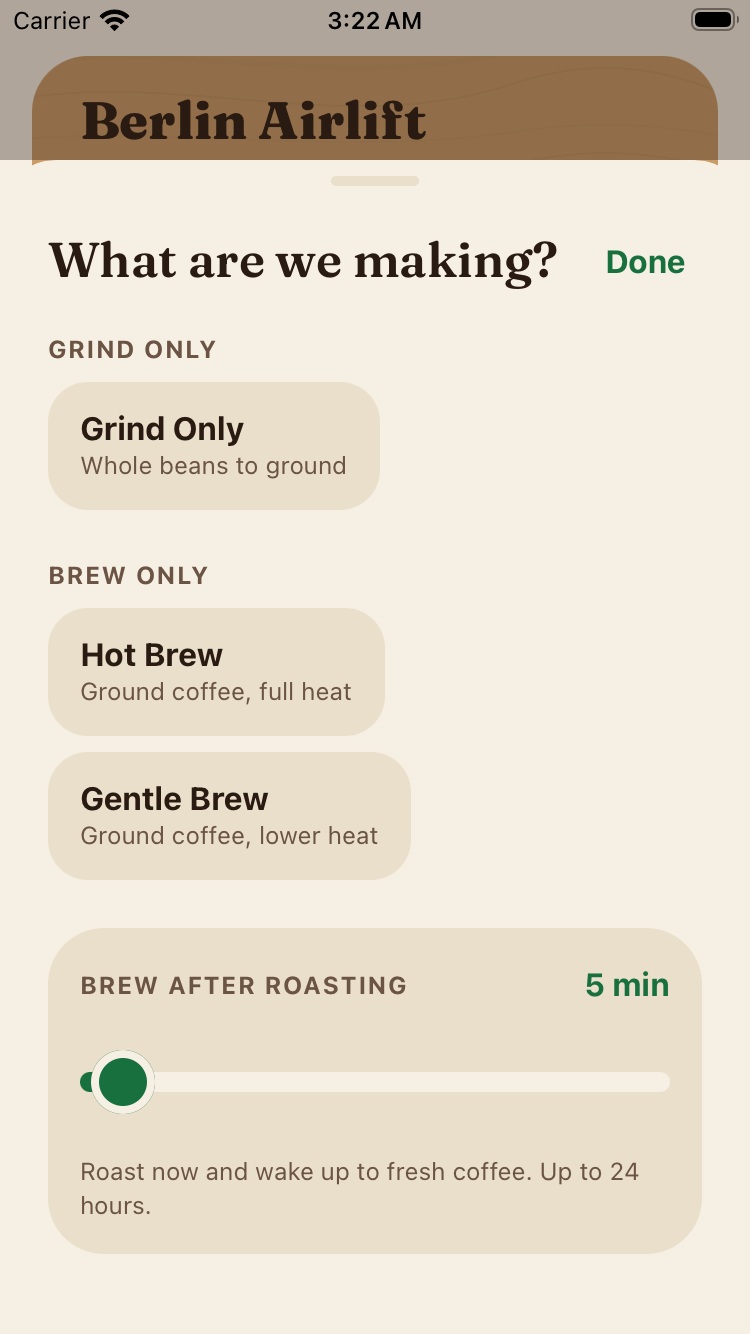 Carrier
3:22 AM
Berlin Airlift
What are we making?
Done
GRIND ONLY
Grind Only
Whole beans to ground
BREW ONLY
Hot Brew
Ground coffee, full heat
Gentle Brew
Ground coffee, lower heat
BREW AFTER ROASTING
5 min
Roast now and wake up to fresh coffee. Up to 24
hours.